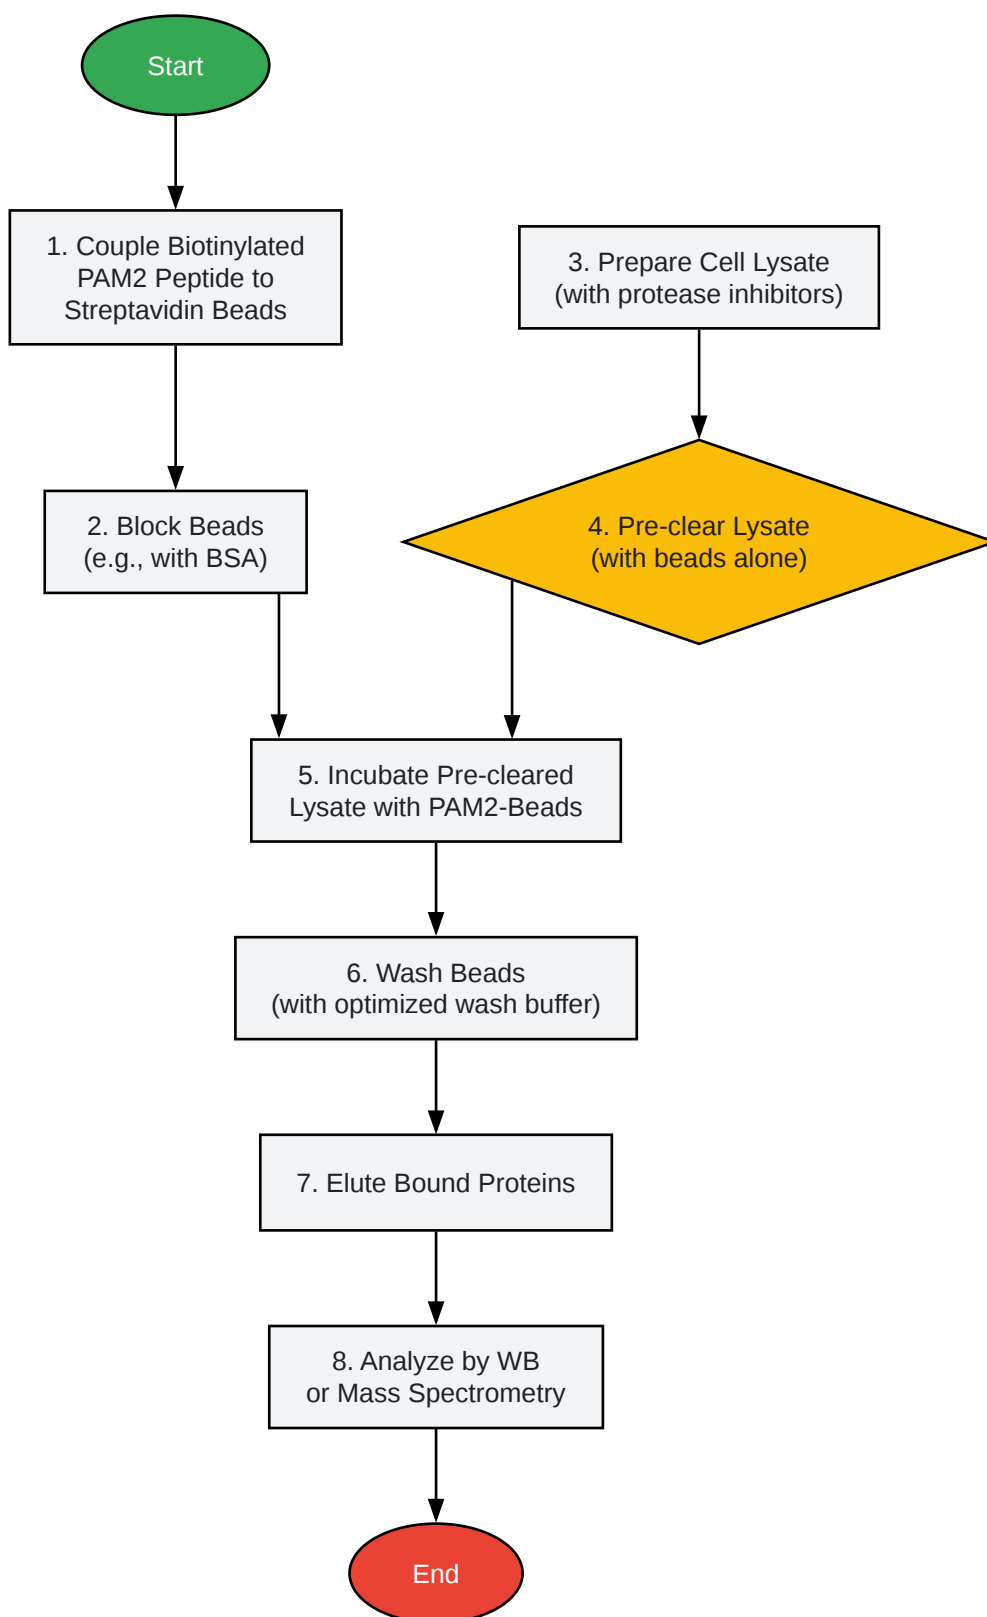 Start
1. Couple Biotinylated
PAM2 Peptide to
Streptavidin Beads
3. Prepare Cell Lysate
(with protease inhibitors)
2. Block Beads
(e.g., with BSA)
4. Pre-clear Lysate
(with beads alone)
5. Incubate Pre-cleared
Lysate with PAM2-Beads
6. Wash Beads
(with optimized wash buffer)
7. Elute Bound Proteins
8. Analyze by WB
or Mass Spectrometry
End